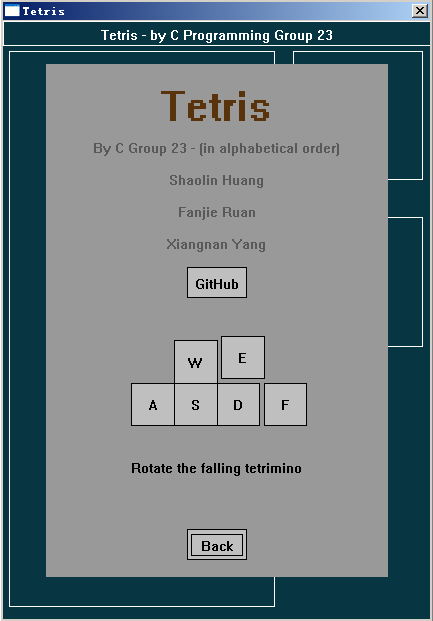 Tetris
Tetris - by C Programming Group 23
Tetris
By C Group 23 - (in alphabetical order)
Shaolin Huang
Fanjie Ruan
Xiangnan Yang
GitHub
W E
A S D F
Rotate the falling tetrimino
Back